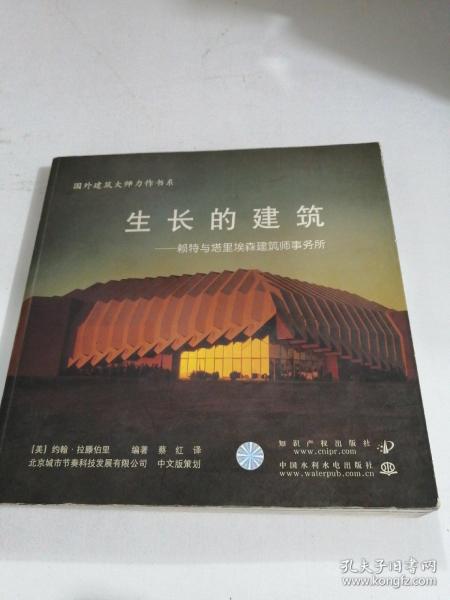 国外建筑大师力作书系
生长的建筑
——赖特与塔里埃森建筑师事务所
[美] 约翰·拉滕伯里 编著 蔡红 译
北京城市节奏科技发展有限公司 中文版策划
知识产权出版社
www.cnipr.com
中国水利水电出版社
www.waterpub.com.cn
孔夫子旧书网
www.kongfz.com